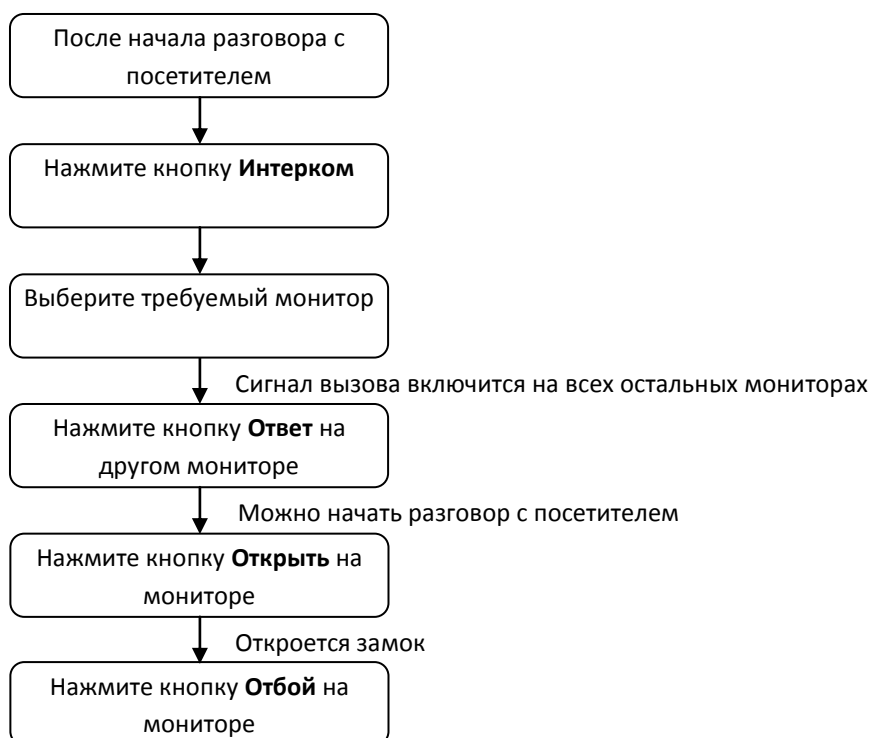 После начала разговора с
посетителем
Нажмите кнопку Интерком
Выберите требуемый монитор
Сигнал вызова включится на всех остальных мониторах
Нажмите кнопку Ответ на
другом мониторе
Можно начать разговор с посетителем
Нажмите кнопку Открыть на
мониторе
Откроется замок
Нажмите кнопку Отбой на
мониторе